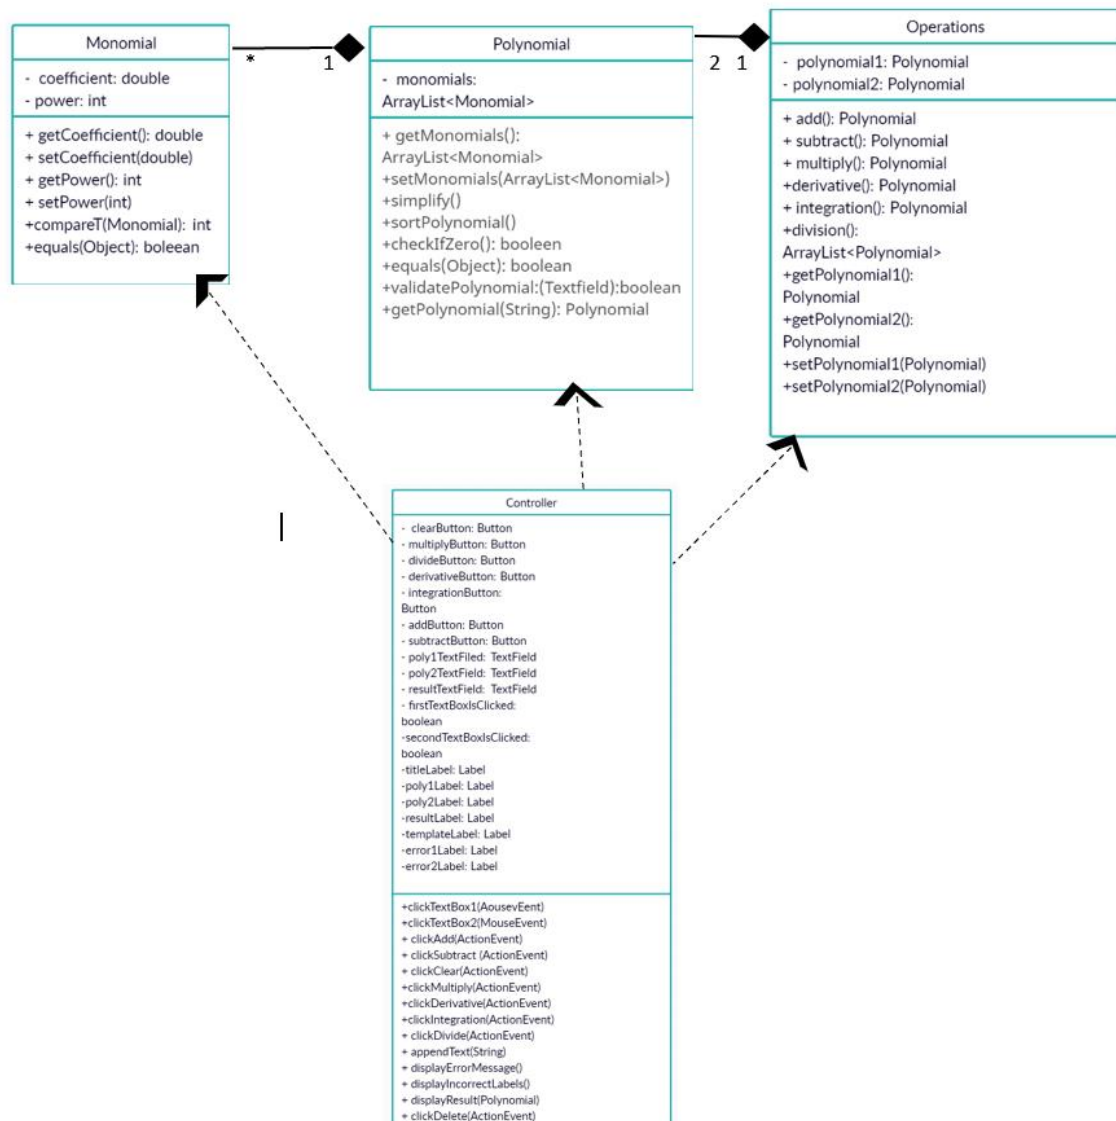 Monomial
- coefficient: double
- power: int
+ getCoefficient(): double
+ setCoefficient(double)
+ getPower(): int
+ setPower(int)
+compareT(Monomial): int
+equals(Object): boleean
*
1
Polynomial
- monomials:
ArrayList<Monomial>
+ getMonomials():
ArrayList<Monomial>
+setMonomials(ArrayList<Monomial>)
+simplify()
+sortPolynomial()
+checkIfZero(): booleen
+equals(Object): boolean
+validatePolynomial:(Textfield):boolean
+getPolynomial(String): Polynomial
2 1
Operations
- polynomial1: Polynomial
- polynomial2: Polynomial
+ add(): Polynomial
+ subtract(): Polynomial
+ multiply(): Polynomial
+derivative(): Polynomial
+ integration(): Polynomial
+division():
ArrayList<Polynomial>
+getPolynomial1():
Polynomial
+getPolynomial2():
Polynomial
+setPolynomial1(Polynomial)
+setPolynomial2(Polynomial)
Controller
- clearButton: Button
- multiplyButton: Button
- divideButton: Button
- derivativeButton: Button
- integrationButton:
Button
- addButton: Button
- subtractButton: Button
- poly1TextFiled: TextField
- poly2TextField: TextField
- resultTextField: TextField
- firstTextBoxIsClicked:
boolean
-secondTextBoxIsClicked:
boolean
-titleLabel: Label
-poly1Label: Label
-poly2Label: Label
-resultLabel: Label
-templateLabel: Label
-error1Label: Label
-error2Label: Label
+clickTextBox1(AousevEent)
+clickTextBox2(MouseEvent)
+ clickAdd(ActionEvent)
+ clickSubtract (ActionEvent)
+ clickClear(ActionEvent)
+clickMultiply(ActionEvent)
+clickDerivative(ActionEvent)
+clickIntegration(ActionEvent)
+ clickDivide(ActionEvent)
+ appendText(String)
+ displayErrorMessage()
+ displayIncorrectLabels()
+ displayResult(Polynomial)
+ clickDelete(ActionEvent)